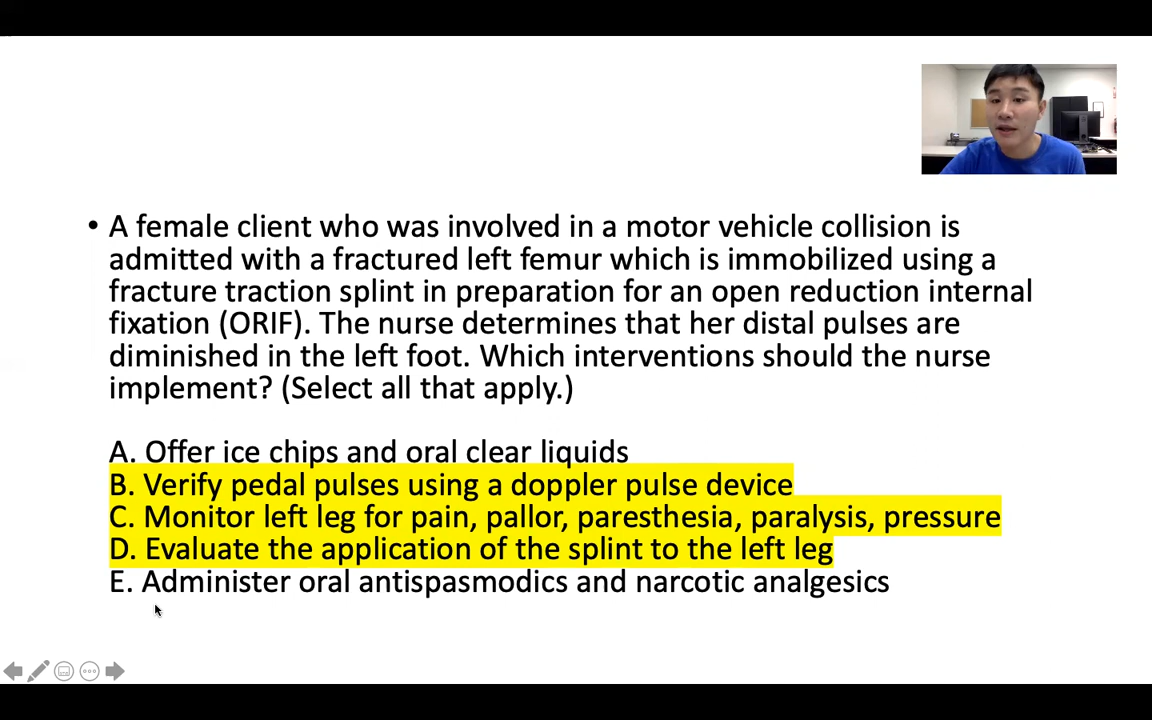 • A female client who was involved in a motor vehicle collision is
admitted with a fractured left femur which is immobilized using a
fracture traction splint in preparation for an open reduction internal
fixation (ORIF). The nurse determines that her distal pulses are
diminished in the left foot. Which interventions should the nurse
implement? (Select all that apply.)
A. Offer ice chips and oral clear liquids
B. Verify pedal pulses using a doppler pulse device
C. Monitor left leg for pain, pallor, paresthesia, paralysis, pressure
D. Evaluate the application of the splint to the left leg
E. Administer oral antispasmodics and narcotic analgesics